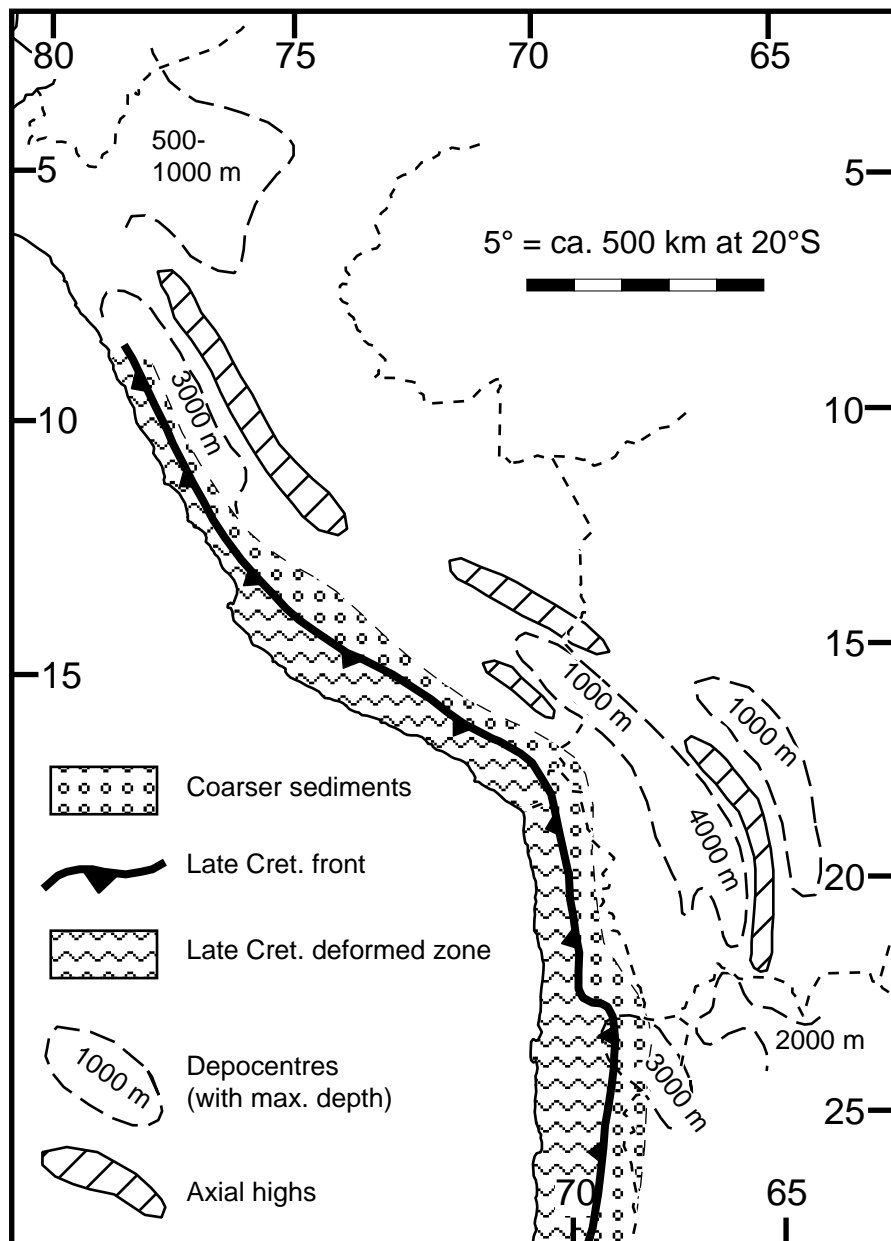 80
75
70
65
500-
1000 m
5
5
5° = ca. 500 km at 20°S
3000 m
10
10
15
15
1000 m
1000 m
4000 m
Coarser sediments
Late Cret. front
20
Late Cret. deformed zone
2000 m
3000 m
1000 m
Depocentres
(with max. depth)
25
Axial highs
70
65